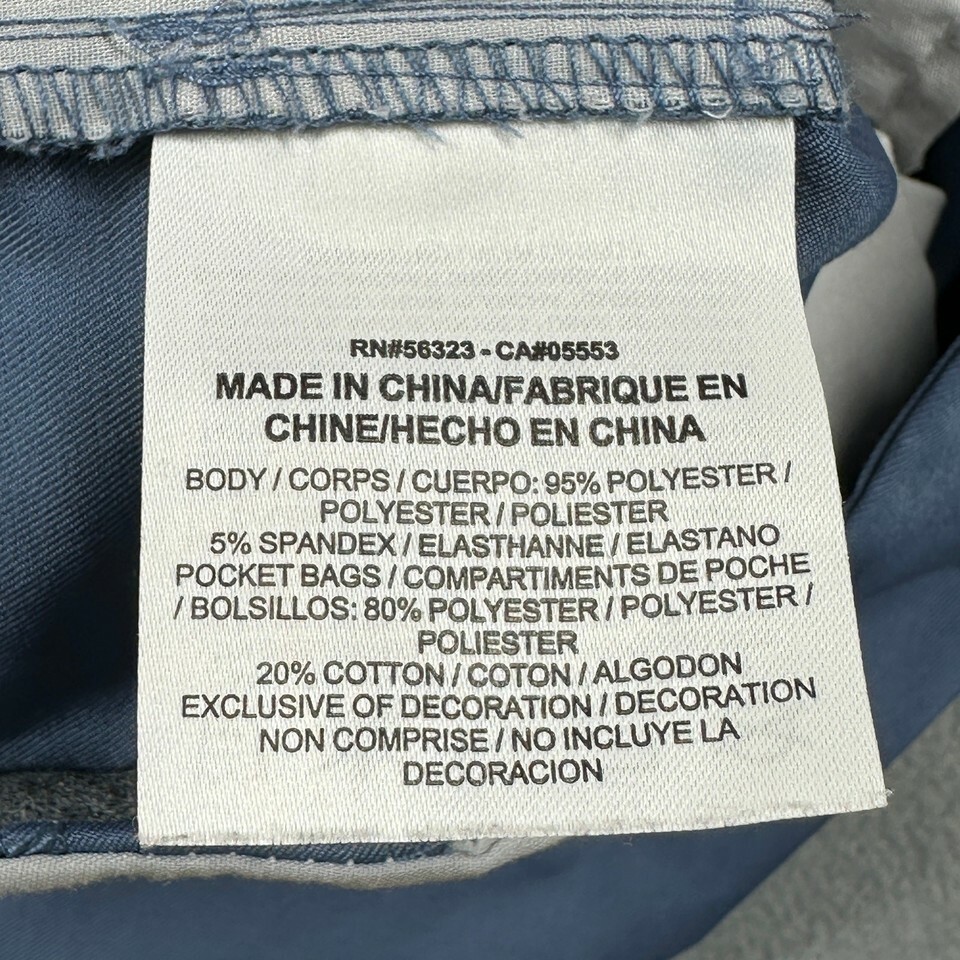 RN#56323 - CA#05553
MADE IN CHINA/FABRIQUE EN
CHINE/HECHO EN CHINA
BODY / CORPS / CUERPO: 95% POLYESTER /
POLYESTER / POLIESTER
5% SPANDEX / ELASTHANNE / ELASTANO
POCKET BAGS / COMPARTIMENTS DE POCHE
/ BOLSILLOS: 80% POLYESTER / POLYESTER /
POLIESTER
20% COTTON / COTON / ALGODON
EXCLUSIVE OF DECORATION / DECORATION
NON COMPRISE / NO INCLUYE LA
DECORACION